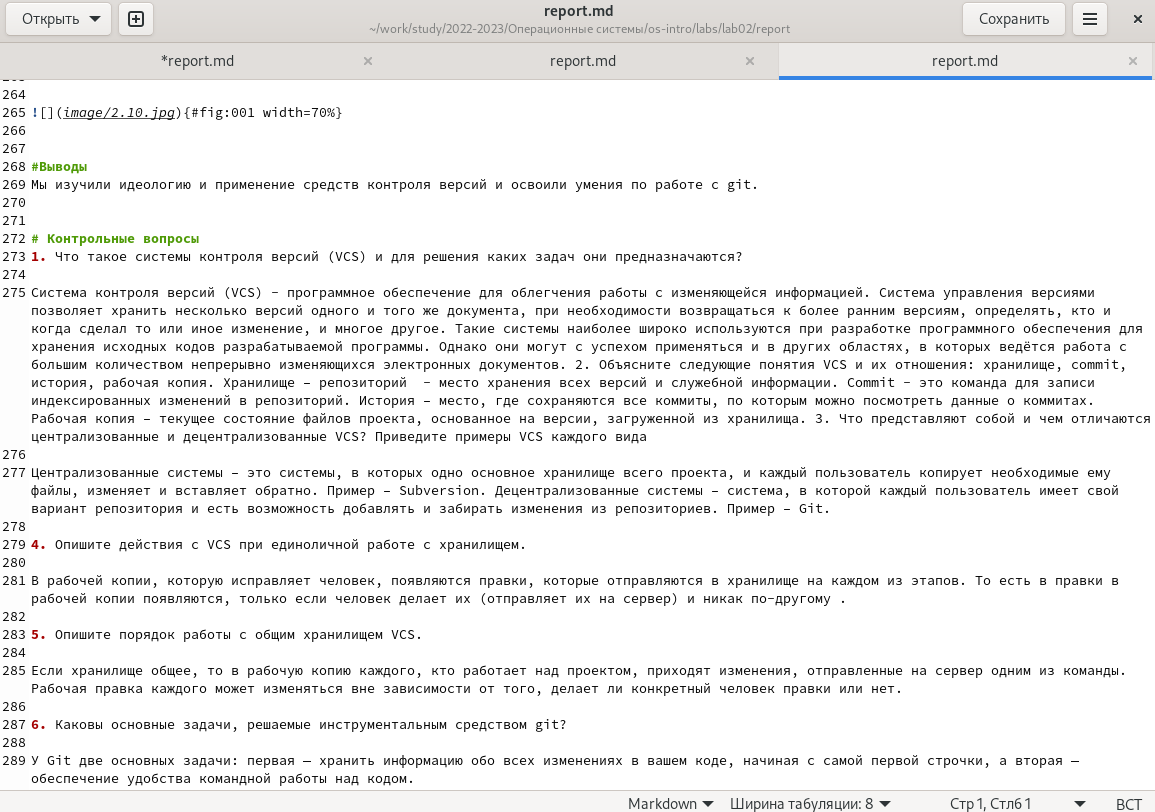 Открыть
report.md
~/work/study/2022-2023/Операционные системы/os-intro/labs/lab02/report
Сохранить
*report.md
report.md
report.md
264
265 ![](image/2.10.jpg){#fig:001 width=70%}
266
267
268 #Выводы
269 Мы изучили идеологию и применение средств контроля версий и освоили умения по работе с git.
270
271
272 # Контрольные вопросы
273 1. Что такое системы контроля версий (VCS) и для решения каких задач они предназначаются?
274
275 Система контроля версий (VCS) - программное обеспечение для облегчения работы с изменяющейся информацией. Система управления версиями
позволяет хранить несколько версий одного и того же документа, при необходимости возвращаться к более ранним версиям, определять, кто и
когда сделал то или иное изменение, и многое другое. Такие системы наиболее широко используются при разработке программного обеспечения для
хранения исходных кодов разрабатываемой программы. Однако они могут с успехом применяться и в других областях, в которых ведётся работа с
большим количеством непрерывно изменяющихся электронных документов. 2. Объясните следующие понятия VCS и их отношения: хранилище, commit,
история, рабочая копия. Хранилище – репозиторий  - место хранения всех версий и служебной информации. Commit - это команда для записи
индексированных изменений в репозиторий. История – место, где сохраняются все коммиты, по которым можно посмотреть данные о коммитах.
Рабочая копия – текущее состояние файлов проекта, основанное на версии, загруженной из хранилища. 3. Что представляют собой и чем отличаются
централизованные и децентрализованные VCS? Приведите примеры VCS каждого вида
276
277 Централизованные системы – это системы, в которых одно основное хранилище всего проекта, и каждый пользователь копирует необходимые ему
файлы, изменяет и вставляет обратно. Пример – Subversion. Децентрализованные системы – система, в которой каждый пользователь имеет свой
вариант репозитория и есть возможность добавлять и забирать изменения из репозиториев. Пример – Git.
278
279 4. Опишите действия с VCS при единоличной работе с хранилищем.
280
281 В рабочей копии, которую исправляет человек, появляются правки, которые отправляются в хранилище на каждом из этапов. То есть в правки в
рабочей копии появляются, только если человек делает их (отправляет их на сервер) и никак по-другому .
282
283 5. Опишите порядок работы с общим хранилищем VCS.
284
285 Если хранилище общее, то в рабочую копию каждого, кто работает над проектом, приходят изменения, отправленные на сервер одним из команды.
Рабочая правка каждого может изменяться вне зависимости от того, делает ли конкретный человек правки или нет.
286
287 6. Каковы основные задачи, решаемые инструментальным средством git?
288
289 У Git две основных задачи: первая — хранить информацию обо всех изменениях в вашем коде, начиная с самой первой строчки, а вторая —
обеспечение удобства командной работы над кодом.
Markdown
Ширина табуляции: 8
Стр 1, Стлб 1
ВСТ